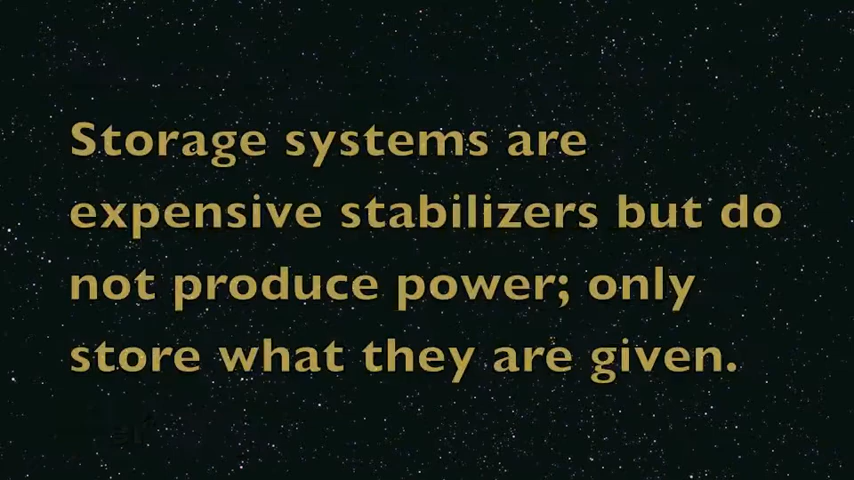 Storage systems are
expensive stabilizers but do
not produce power; only
store what they are given.